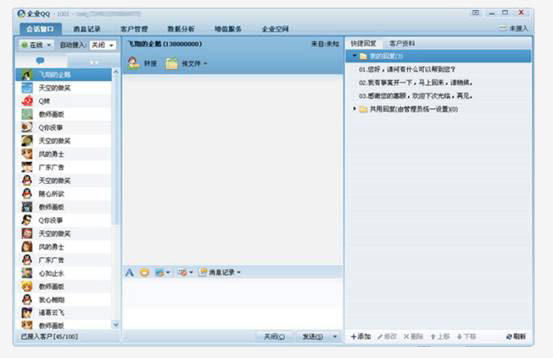 企业QQ - 1001 -
会话窗口 消息记录 客户管理 数据分析 增值服务 企业空间
未接入
在线 自动接入: 关闭
飞翔的企鹅 (130000000) 来自:未知
快捷回复 客户资料
转接 传文件
我的回复(3)
01.您好,请问有什么可以帮到您?
02.我有事离开一下,马上回来,请稍候。
03.感谢您的惠顾,欢迎下次光临,再见。
共用回复(由管理员统一设置)(0)
飞翔的企鹅
天空的微笑
教师画板
Q你没事
天空的微笑
风的勇士
广东广告
天空的微笑
随心所欲
教师画板
Q你没事
天空的微笑
风的勇士
广东广告
心如止水
教师画板
我心翱翔
诸葛云飞
教师画板
消息记录
已接入客户[45/100]
关闭(C) 发送(S)
添加 修改 删除 上移 下移 刷新